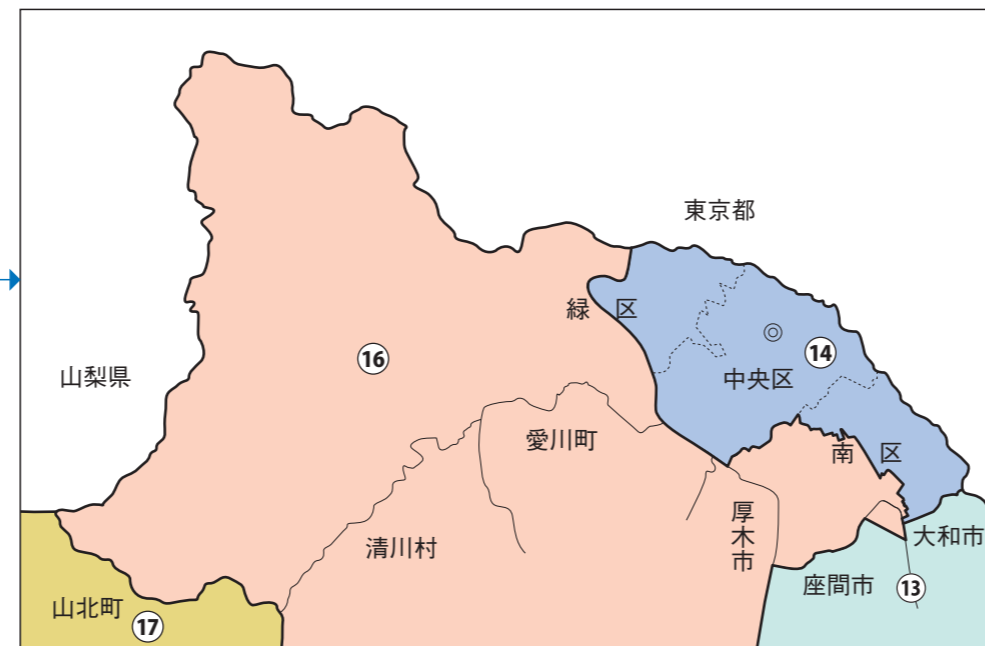 東京都
緑区
⑯
⑭
山梨県
中央区
愛川町
南区
厚木市
大和市
清川村
座間市
⑬
山北町
⑰